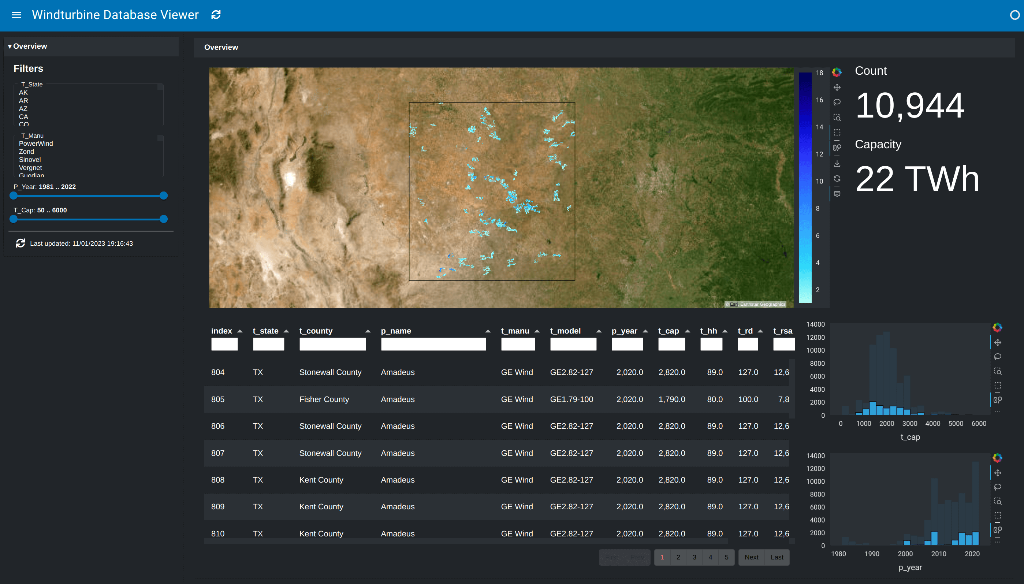 Windturbine Database Viewer
▾ Overview
Filters
T_State
AK
AR
AZ
CA
CO
T_Manu
PowerWind
Zond
Sinovel
Vergnet
Guardian
P_Year: 1981 .. 2022
T_Cap: 50 .. 6000
Last updated: 11/01/2023 19:16:43
Overview
18
16
14
12
10
8
6
4
2
Count
10,944
Capacity
22 TWh
index t_state t_county p_name t_manu t_model p_year t_cap t_hh t_rd t_rsa
804 TX Stonewall County Amadeus GE Wind GE2.82-127 2,020.0 2,820.0 89.0 127.0 12,6
805 TX Fisher County Amadeus GE Wind GE1.79-100 2,020.0 1,790.0 80.0 100.0 7,8
806 TX Stonewall County Amadeus GE Wind GE2.82-127 2,020.0 2,820.0 89.0 127.0 12,6
807 TX Stonewall County Amadeus GE Wind GE2.82-127 2,020.0 2,820.0 89.0 127.0 12,6
808 TX Kent County Amadeus GE Wind GE2.82-127 2,020.0 2,820.0 89.0 127.0 12,6
809 TX Kent County Amadeus GE Wind GE2.82-127 2,020.0 2,820.0 89.0 127.0 12,6
810 TX Kent County Amadeus GE Wind GE2.82-127 2,020.0 2,820.0 89.0 127.0 12,6
1 2 3 4 5 Next Last
14000
12000
10000
8000
6000
4000
2000
0
0 1000 2000 3000 4000 5000 6000
t_cap
14000
12000
10000
8000
6000
4000
2000
0
1980 1990 2000 2010 2020
p_year